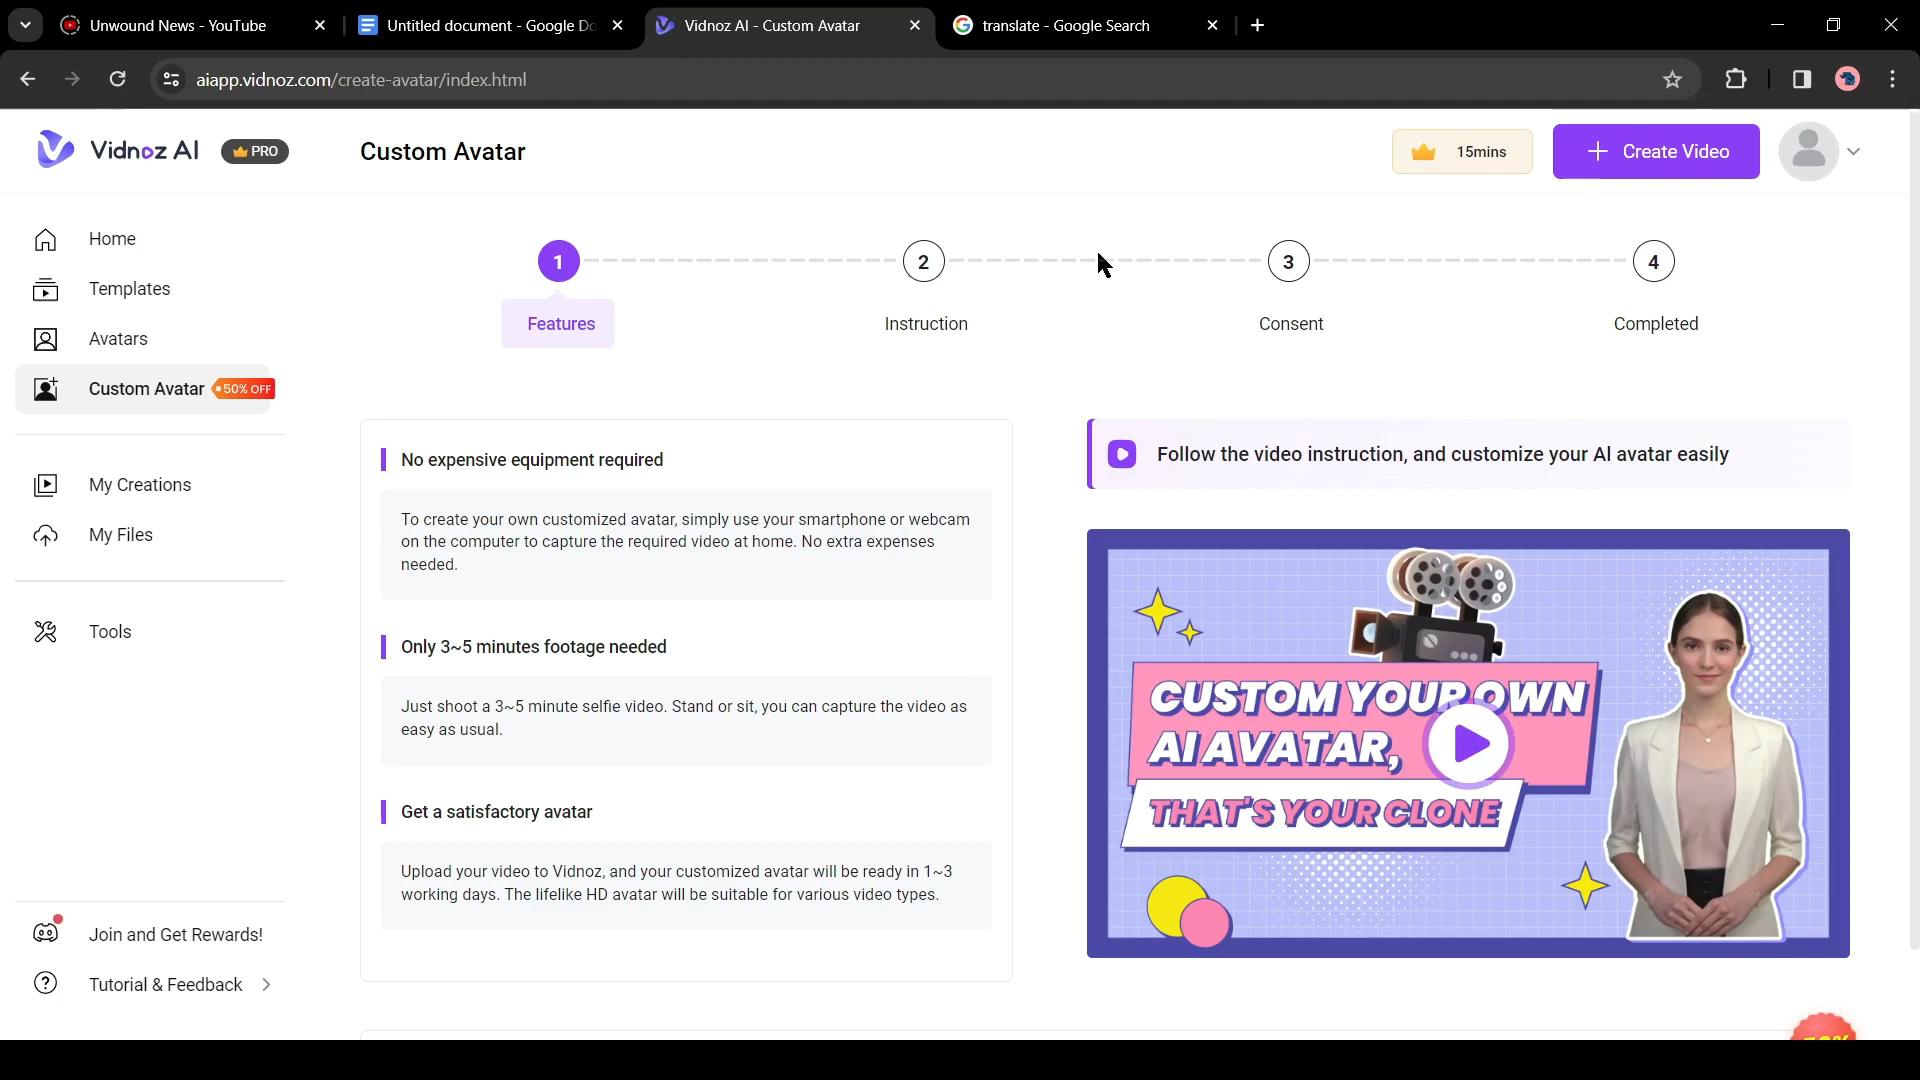 Unwound News - YouTube
Untitled document - Google Do
Vidnoz AI - Custom Avatar
translate - Google Search
aiapp.vidnoz.com/create-avatar/index.html
Vidnoz AI
PRO
Custom Avatar
15mins
Create Video
Home
Templates
Avatars
Custom Avatar
50% OFF
My Creations
My Files
Tools
Join and Get Rewards!
Tutorial & Feedback
1
2
3
4
Features
Instruction
Consent
Completed
No expensive equipment required
To create your own customized avatar, simply use your smartphone or webcam
on the computer to capture the required video at home. No extra expenses
needed.
Only 3~5 minutes footage needed
Just shoot a 3~5 minute selfie video. Stand or sit, you can capture the video as
easy as usual.
Get a satisfactory avatar
Upload your video to Vidnoz, and your customized avatar will be ready in 1~3
working days. The lifelike HD avatar will be suitable for various video types.
Follow the video instruction, and customize your AI avatar easily
CUSTOM YOUR OWN
AI AVATAR,
THAT'S YOUR CLONE